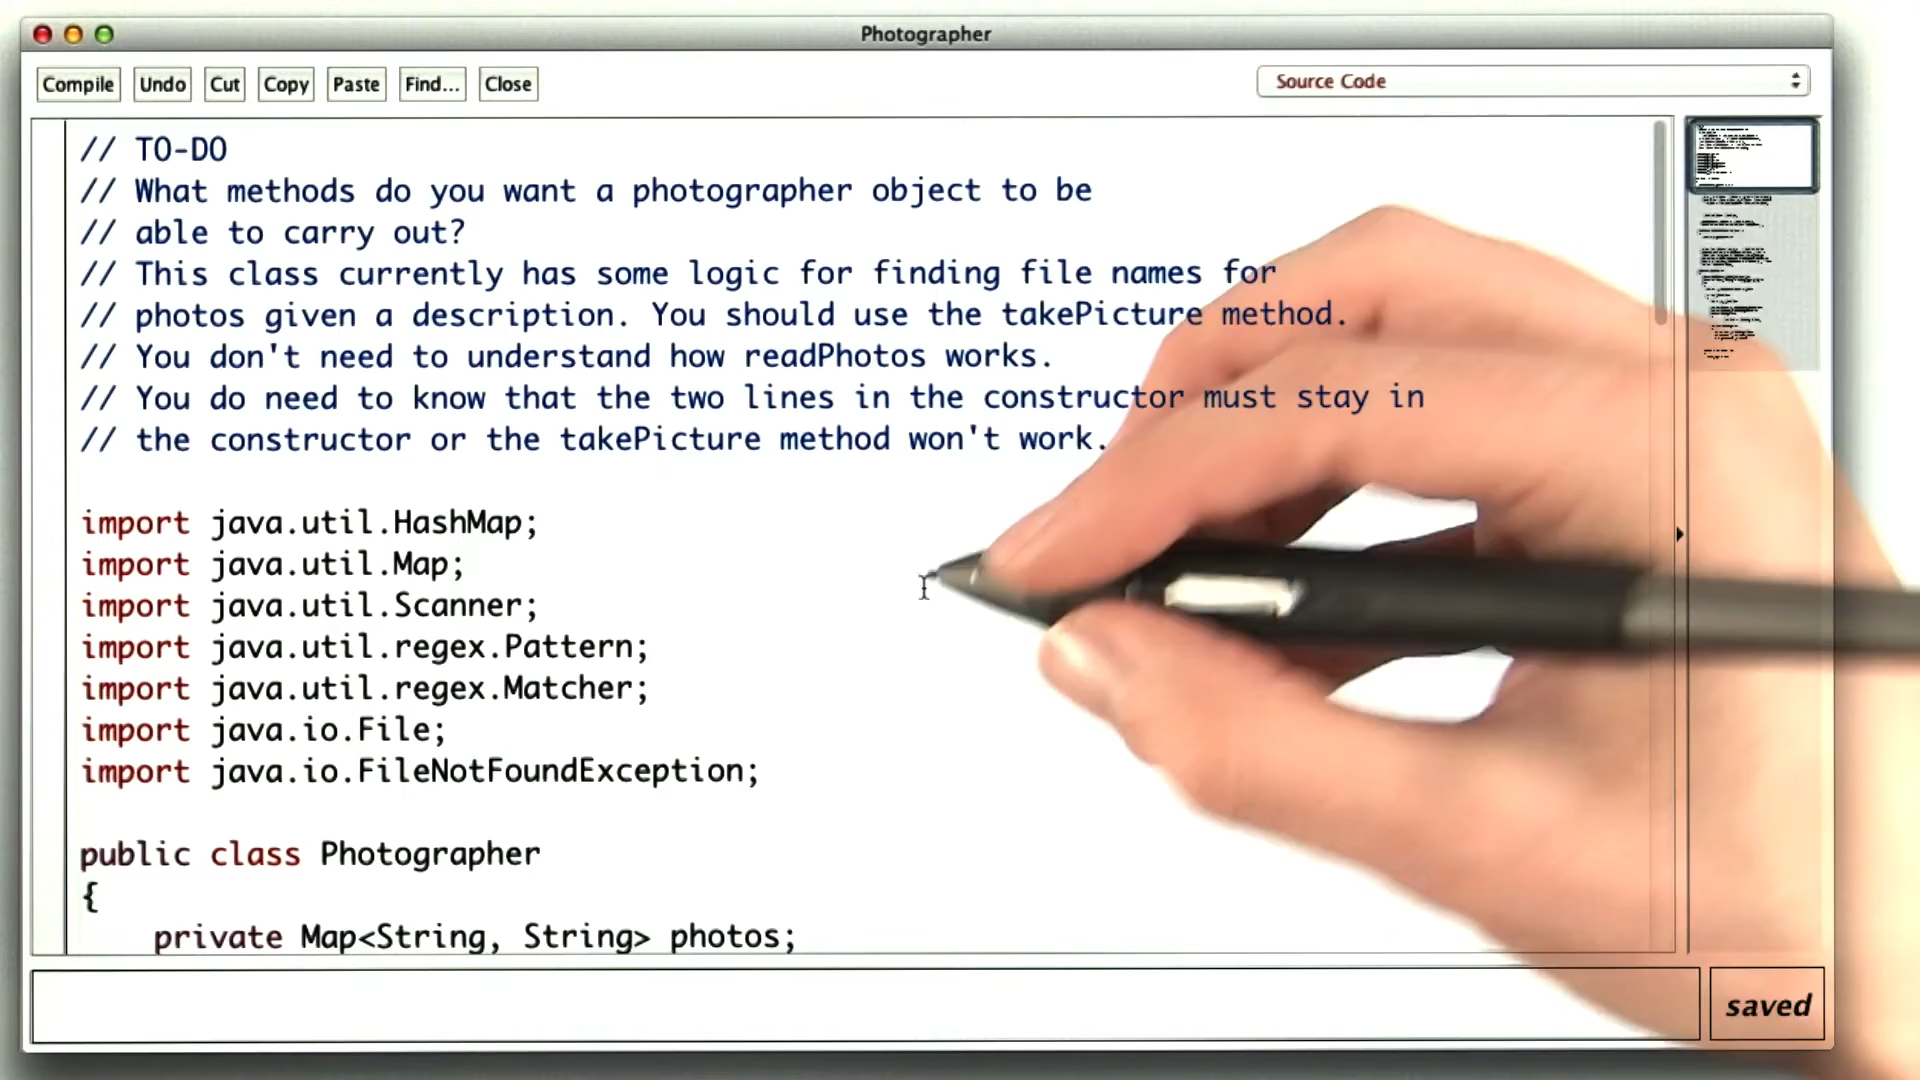 Photographer
Compile Undo Cut Copy Paste Find... Close Source Code
// TO-DO
// What methods do you want a photographer object to be
// able to carry out?
// This class currently has some logic for finding file names for
// photos given a description. You should use the takePicture method.
// You don't need to understand how readPhotos works.
// You do need to know that the two lines in the constructor must stay in
// the constructor or the takePicture method won't work.
import java.util.HashMap;
import java.util.Map;
import java.util.Scanner;
import java.util.regex.Pattern;
import java.util.regex.Matcher;
import java.io.File;
import java.io.FileNotFoundException;
public class Photographer
{
private Map<String, String> photos;
saved